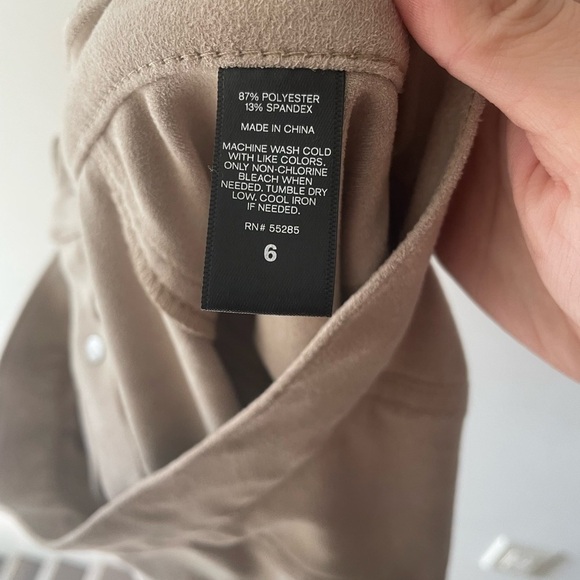 87% POLYESTER
13% SPANDEX
MADE IN CHINA
MACHINE WASH COLD
WITH LIKE COLORS.
ONLY NON-CHLORINE
BLEACH WHEN
NEEDED. TUMBLE DRY
LOW. COOL IRON
IF NEEDED.
RN# 55285
6